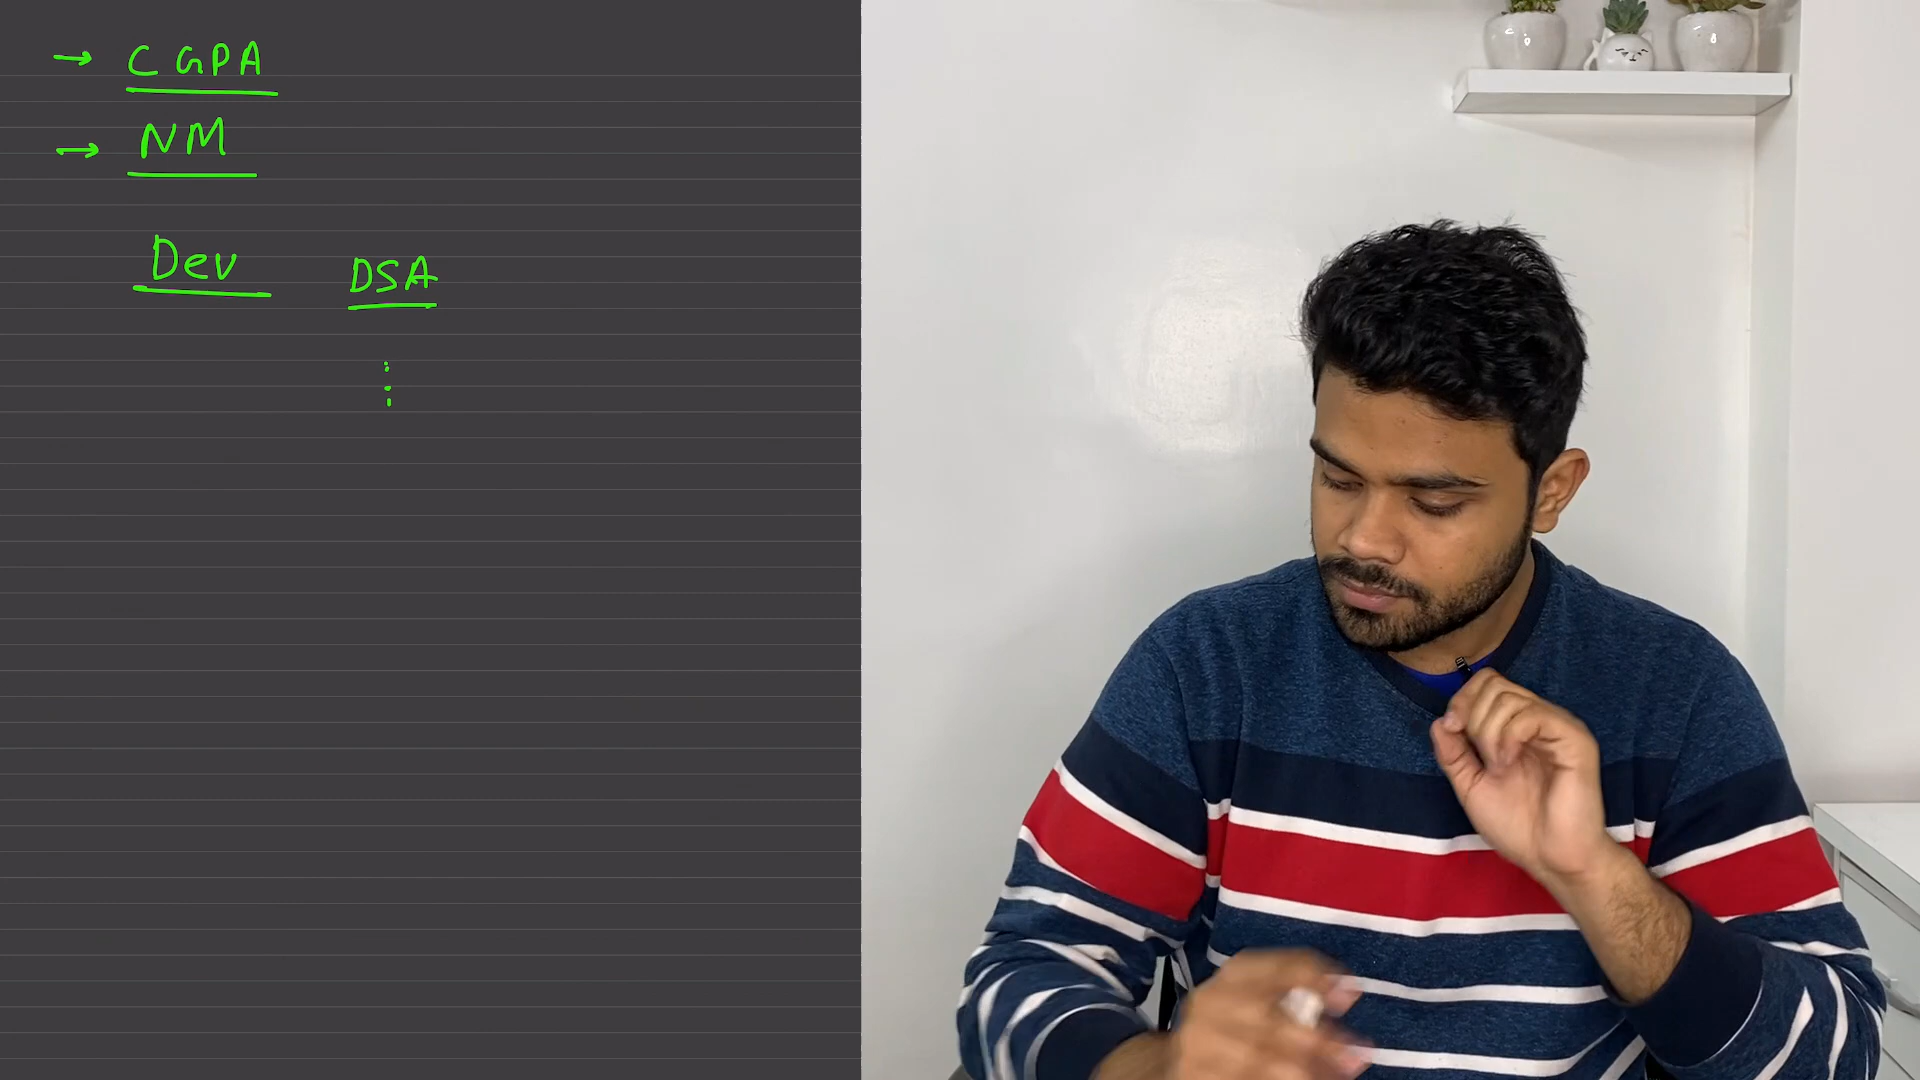 → CGPA
→ NM
Dev DSA